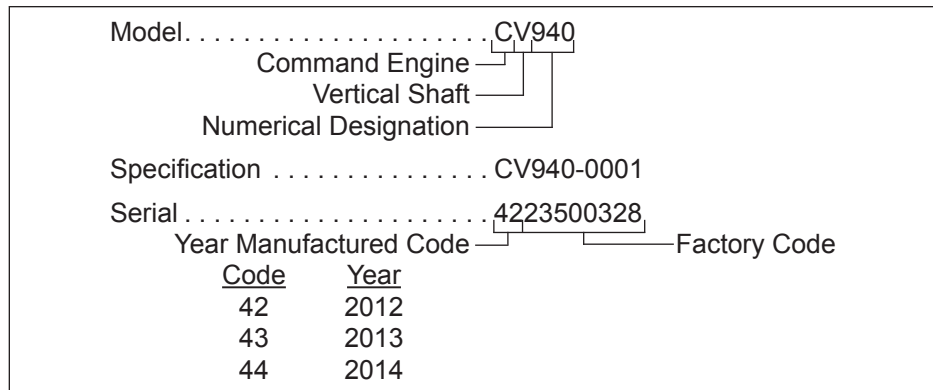 Model. . . . . . . . . . . . . . . . . . . . . CV940
Command Engine
Vertical Shaft
Numerical Designation
Specification . . . . . . . . . . . . . . . CV940-0001
Serial . . . . . . . . . . . . . . . . . . . . . 4223500328
Year Manufactured Code Factory Code
Code Year
42 2012
43 2013
44 2014